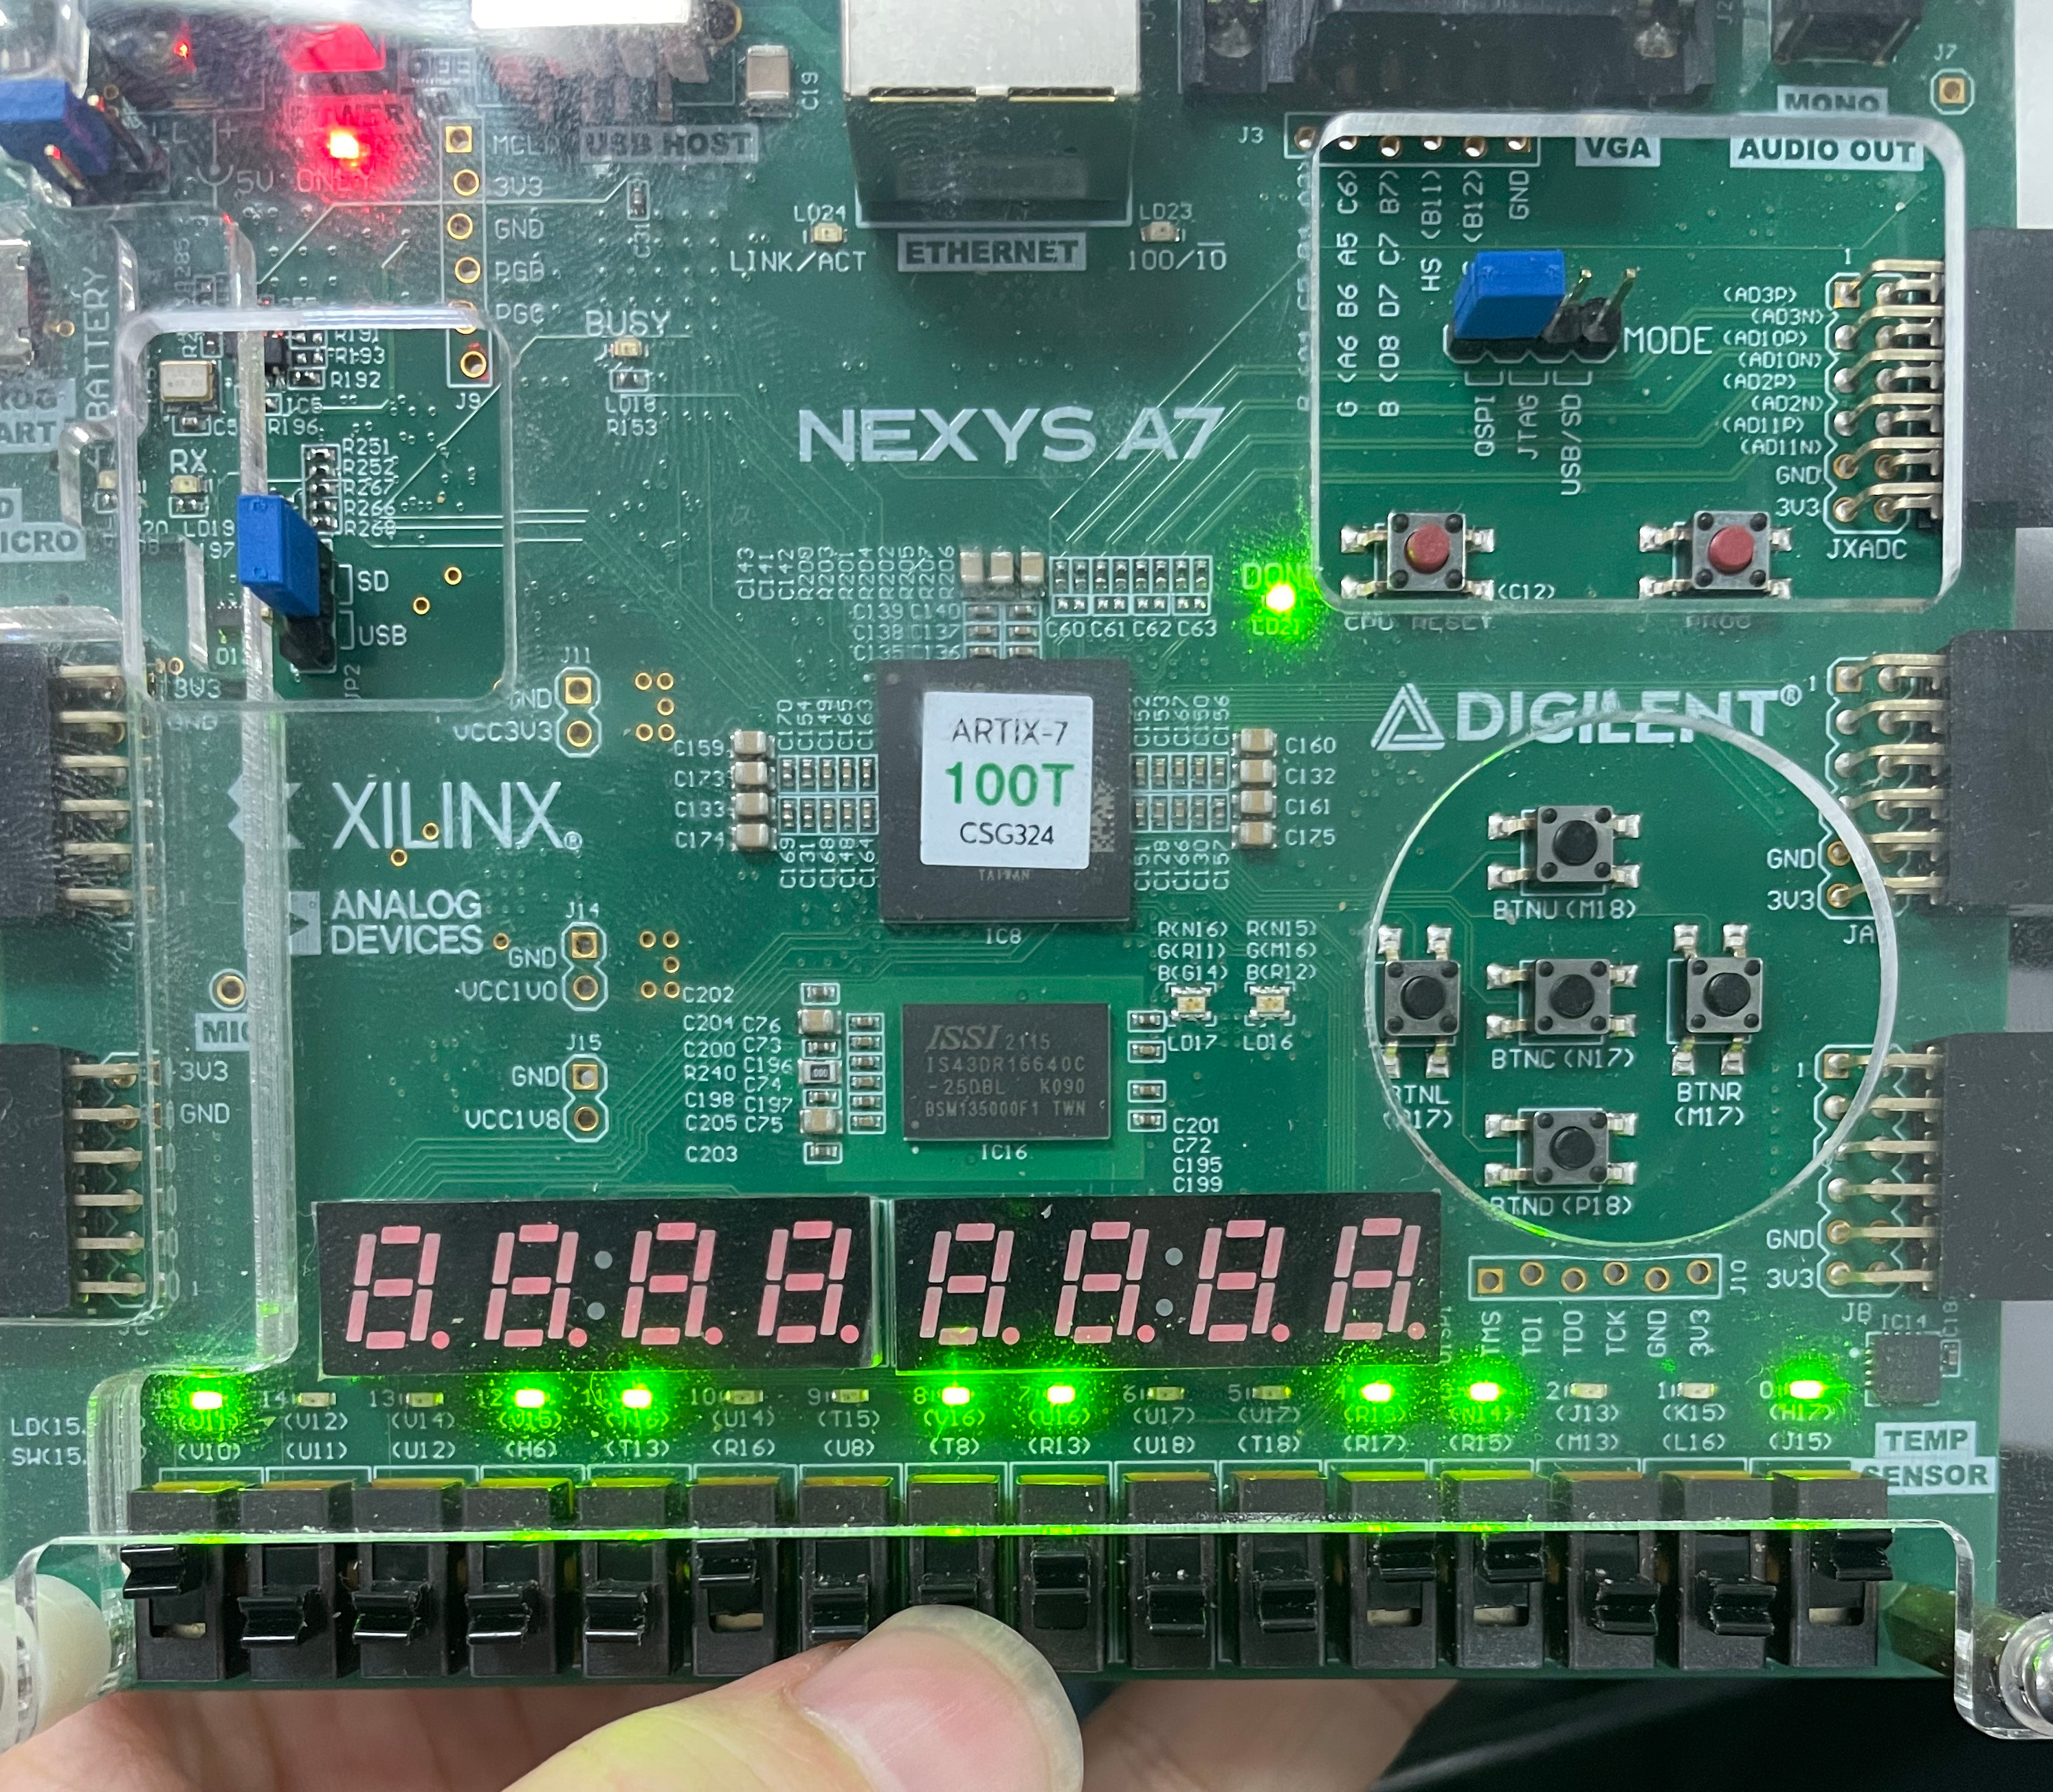 POWER
MCL
3V3
GND
PGD
PGC
J9
5V ONLY
USB HOST
C19
LD24
LINK/ACT
ETHERNET
LD23
100/10
J3
VGA
MONO
AUDIO OUT
J7
BATTERY
BUSY
LD18
R153
NEXYS A7
G (A6 B6 A5 C6)
B (D8 D7 C7 B7)
HS (B11)
(B12)
GND
MODE
QSPI
JTAG
USB/SD
1
(AD3P)
(AD3N)
(AD10P)
(AD10N)
(AD2P)
(AD2N)
(AD11P)
(AD11N)
GND
3V3
JXADC
R191
R193
R192
IC5
R196
R251
R252
R267
R266
R268
RX
LD19
SD
USB
JP2
C143
C141
C142
R200
R203
R201
R204
R202
R205
R207
R206
C139 C140
C138 C137
C135 C136
C60 C61 C62 C63
DONE
LD21
CPU RESET
(C12)
PROG
J11
GND
VCC3V3
3V3
GND
C159
C173
C133
C174
C170
C154
C149
C165
C163
C169
C131
C168
C148
C164
ARTIX-7
100T
CSG324
TAIWAN
IC8
C152
C153
C167
C150
C156
C151
C128
C166
C130
C157
C160
C132
C161
C175
DIGILENT®
XILINX®
ANALOG
DEVICES
J14
GND
VCC1V0
J15
GND
VCC1V8
MIC
3V3
GND
R(N16)
G(R11)
B(G14)
LD17
R(N15)
G(M16)
B(R12)
LD16
C202
C204 C76
C200 C73
R240 C196
C198 C74
C205 C197
C203 C75
ISSI 2115
IS43DR16640C
-25DBL K090
BSM135000F1 TWN
IC16
C201
C72
C195
C199
BTNU(M18)
BTNC(N17)
BTNR
(M17)
BTND(P18)
1
GND
3V3
JA
1
GND
3V3
JB
J10
TMS
TDI
TDO
TCK
GND
3V3
IC14
15 14 13 12 11 10 9 8 7 6 5 4 3 2 1 0
LD(15. (V11) (V12) (V14) (V15) (T16) (U14) (T15) (V16) (U16) (U17) (V17) (R18) (N14) (J13) (K15) (H17)
SW(15. (V10) (U11) (U12) (H6) (T13) (R16) (U8) (T8) (R13) (U18) (T18) (R17) (R15) (M13) (L16) (J15)
TEMP
SENSOR